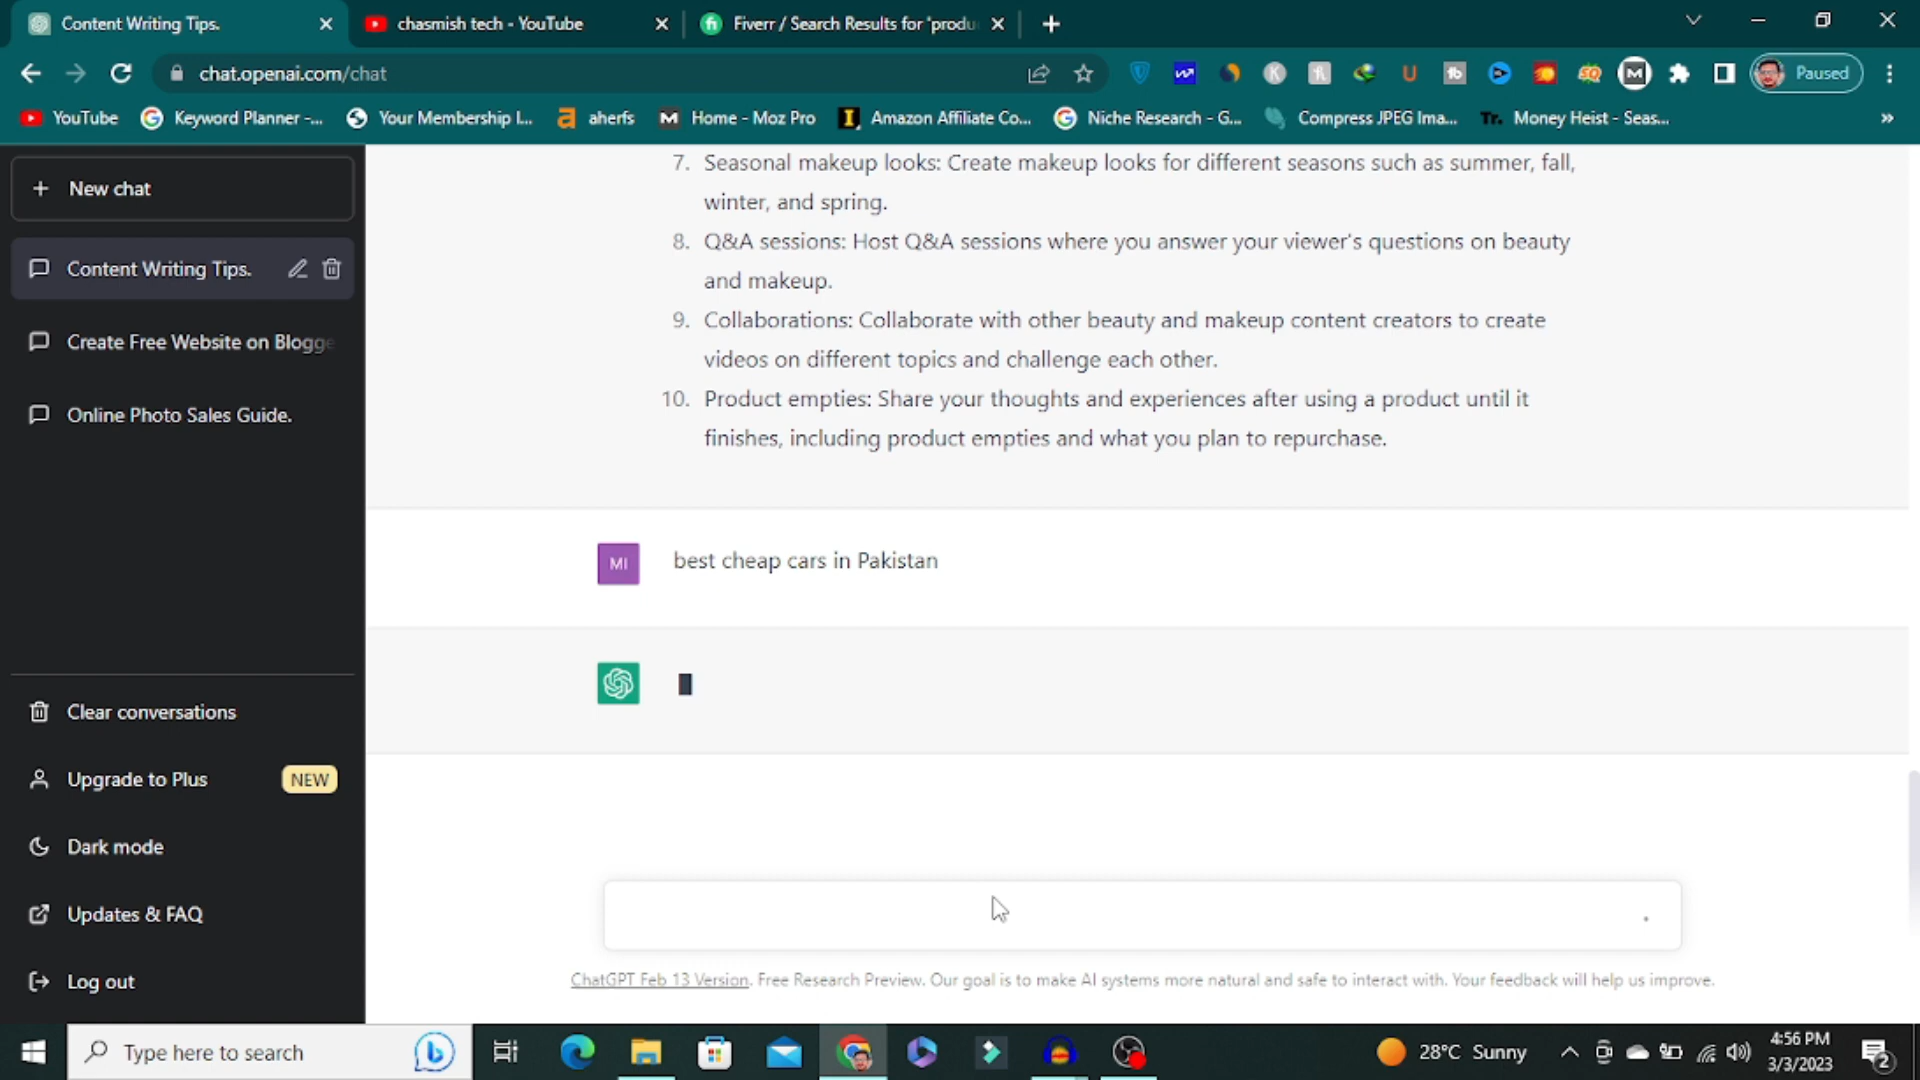 Content Writing Tips.
chasmish tech - YouTube
Fiverr / Search Results for 'produ
chat.openai.com/chat
Paused
YouTube
Keyword Planner -...
Your Membership I...
aherfs
Home - Moz Pro
Amazon Affiliate Co...
Niche Research - G...
Compress JPEG Ima...
Tr. Money Heist - Seas...
New chat
Content Writing Tips.
Create Free Website on Blogge
Online Photo Sales Guide.
Clear conversations
Upgrade to Plus NEW
Dark mode
Updates & FAQ
Log out
7. Seasonal makeup looks: Create makeup looks for different seasons such as summer, fall,
winter, and spring.
8. Q&A sessions: Host Q&A sessions where you answer your viewer's questions on beauty
and makeup.
9. Collaborations: Collaborate with other beauty and makeup content creators to create
videos on different topics and challenge each other.
10. Product empties: Share your thoughts and experiences after using a product until it
finishes, including product empties and what you plan to repurchase.
MI best cheap cars in Pakistan
ChatGPT Feb 13 Version. Free Research Preview. Our goal is to make AI systems more natural and safe to interact with. Your feedback will help us improve.
Type here to search
28°C Sunny
4:56 PM
3/3/2023
2